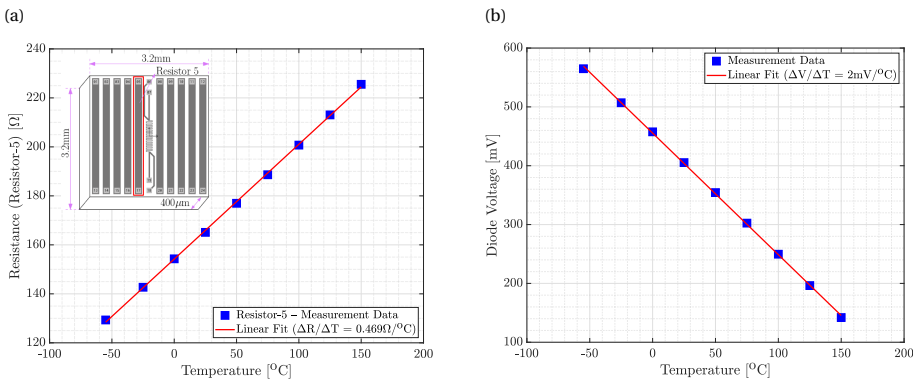 (a)
(b)
240
220
200
180
160
140
120
-100
-50
0
50
100
150
200
Resistance (Resistor-5) [Ω]
Temperature [°C]
3.2mm
Resistor 5
3.2mm
400μm
Resistor-5 – Measurement Data
Linear Fit (ΔR/ΔT = 0.469Ω/°C)
600
500
400
300
200
100
-100
-50
0
50
100
150
200
Diode Voltage [mV]
Temperature [°C]
Measurement Data
Linear Fit (ΔV/ΔT = 2mV/°C)